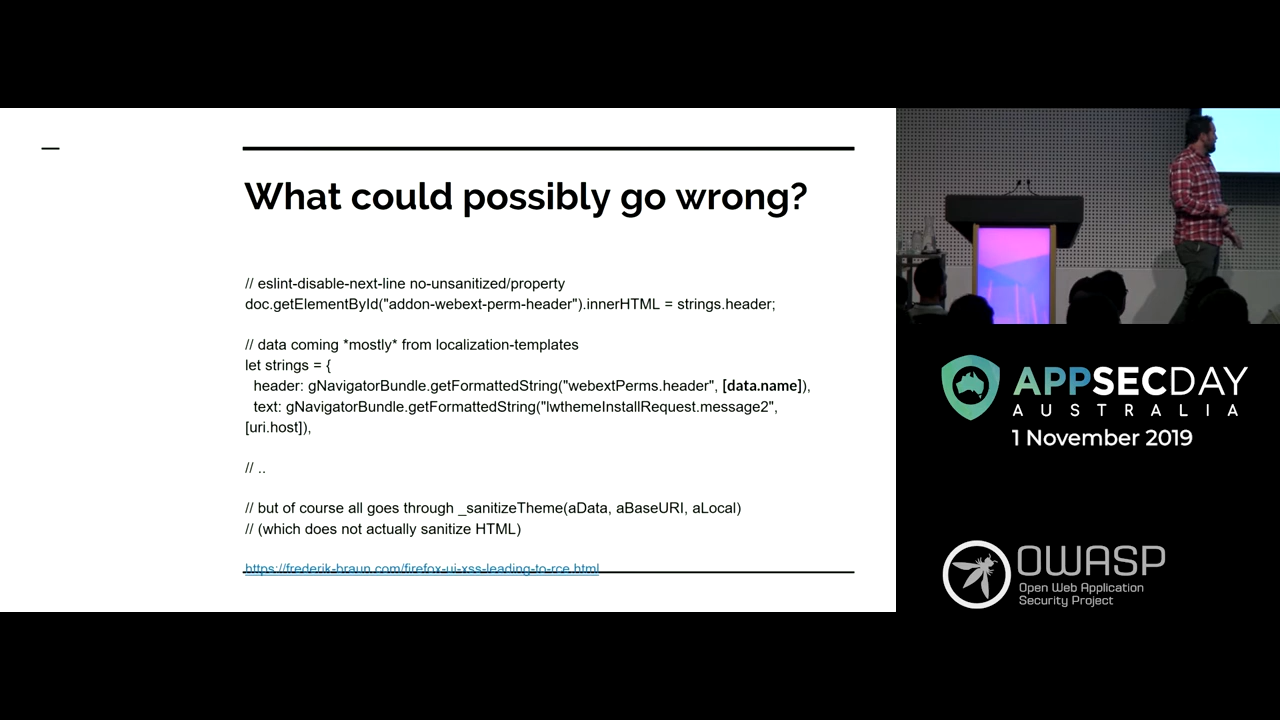 What could possibly go wrong?
// eslint-disable-next-line no-unsanitized/property
doc.getElementById("addon-webext-perm-header").innerHTML = strings.header;
// data coming *mostly* from localization-templates
let strings = {
header: gNavigatorBundle.getFormattedString("webextPerms.header", [data.name]),
text: gNavigatorBundle.getFormattedString("lwthemeInstallRequest.message2",
[uri.host]),
// ..
// but of course all goes through _sanitizeTheme(aData, aBaseURI, aLocal)
// (which does not actually sanitize HTML)
https://frederik-braun.com/firefox-ui-xss-leading-to-rce.html
APPSECDAY
AUSTRALIA
1 November 2019
OWASP
Open Web Application
Security Project